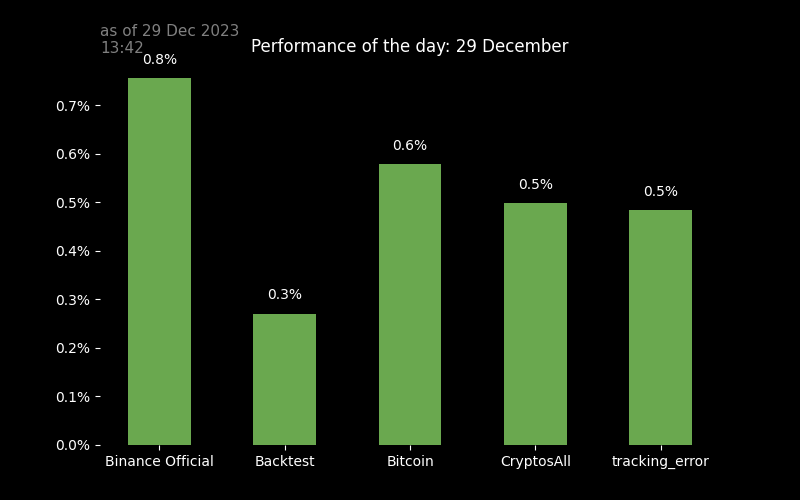 as of 29 Dec 2023
13:42
Performance of the day: 29 December
0.8%
0.3%
0.6%
0.5%
0.5%
0.7%
0.6%
0.5%
0.4%
0.3%
0.2%
0.1%
0.0%
Binance Official
Backtest
Bitcoin
CryptosAll
tracking_error